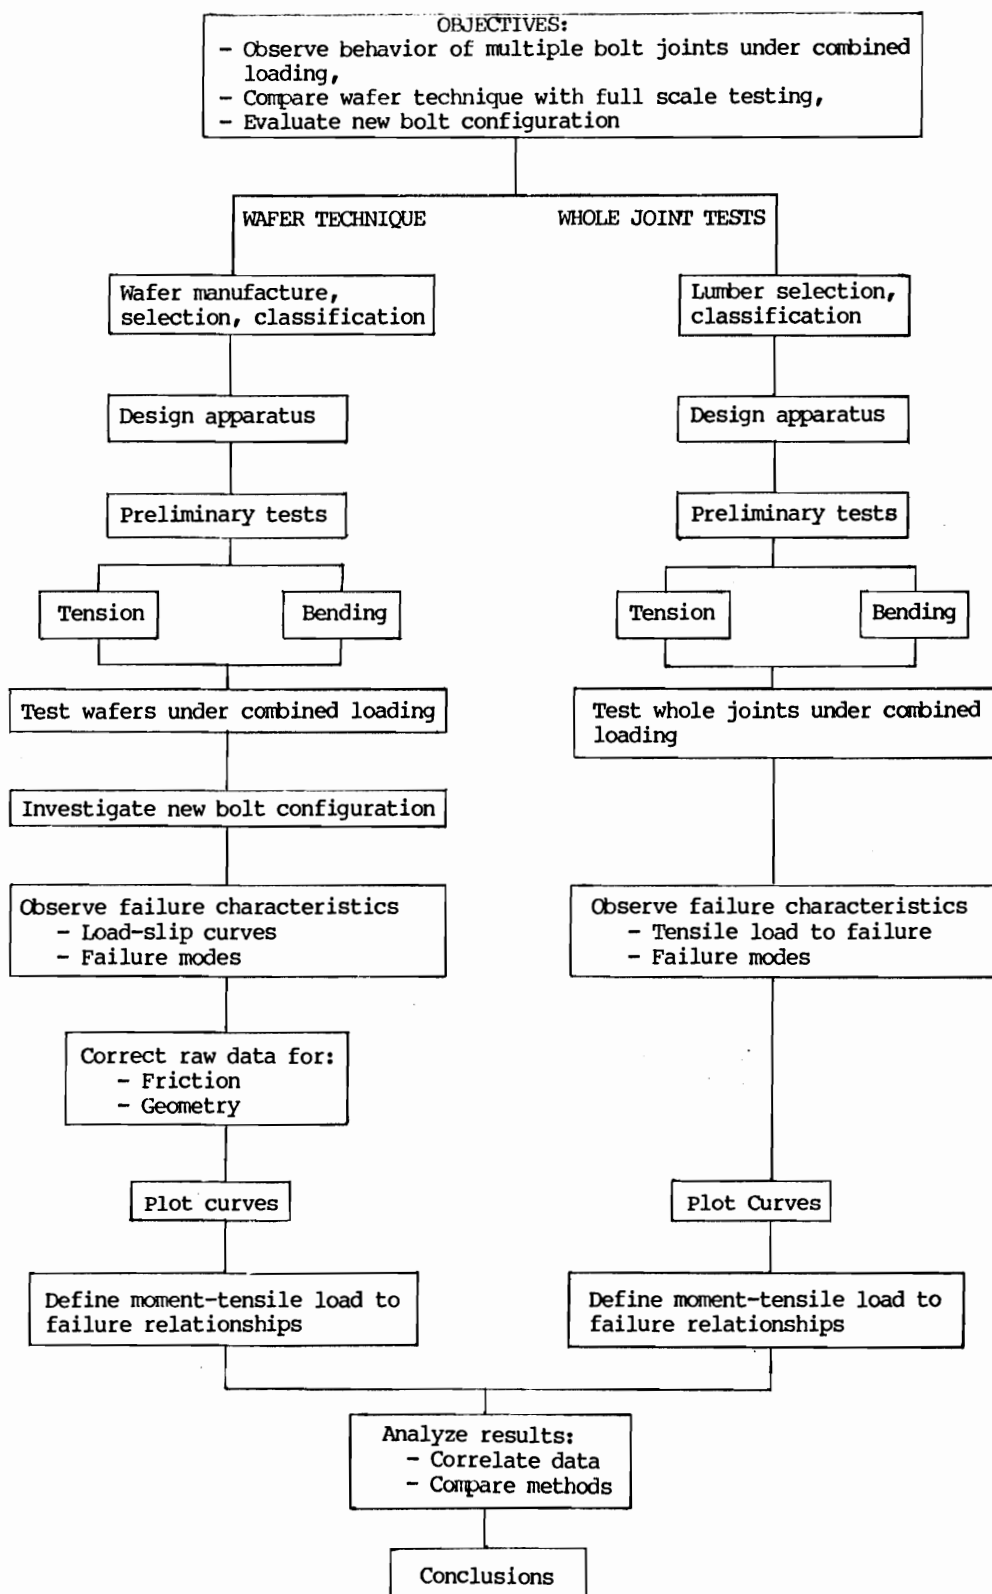 OBJECTIVES:
- Observe behavior of multiple bolt joints under combined
loading,
- Compare wafer technique with full scale testing,
- Evaluate new bolt configuration
WAFER TECHNIQUE
WHOLE JOINT TESTS
Wafer manufacture,
selection, classification
Lumber selection,
classification
Design apparatus
Design apparatus
Preliminary tests
Preliminary tests
Tension
Bending
Tension
Bending
Test wafers under combined loading
Test whole joints under combined
loading
Investigate new bolt configuration
Observe failure characteristics
- Load-slip curves
- Failure modes
Observe failure characteristics
- Tensile load to failure
- Failure modes
Correct raw data for:
- Friction
- Geometry
Plot curves
Plot Curves
Define moment-tensile load to
failure relationships
Define moment-tensile load to
failure relationships
Analyze results:
- Correlate data
- Compare methods
Conclusions